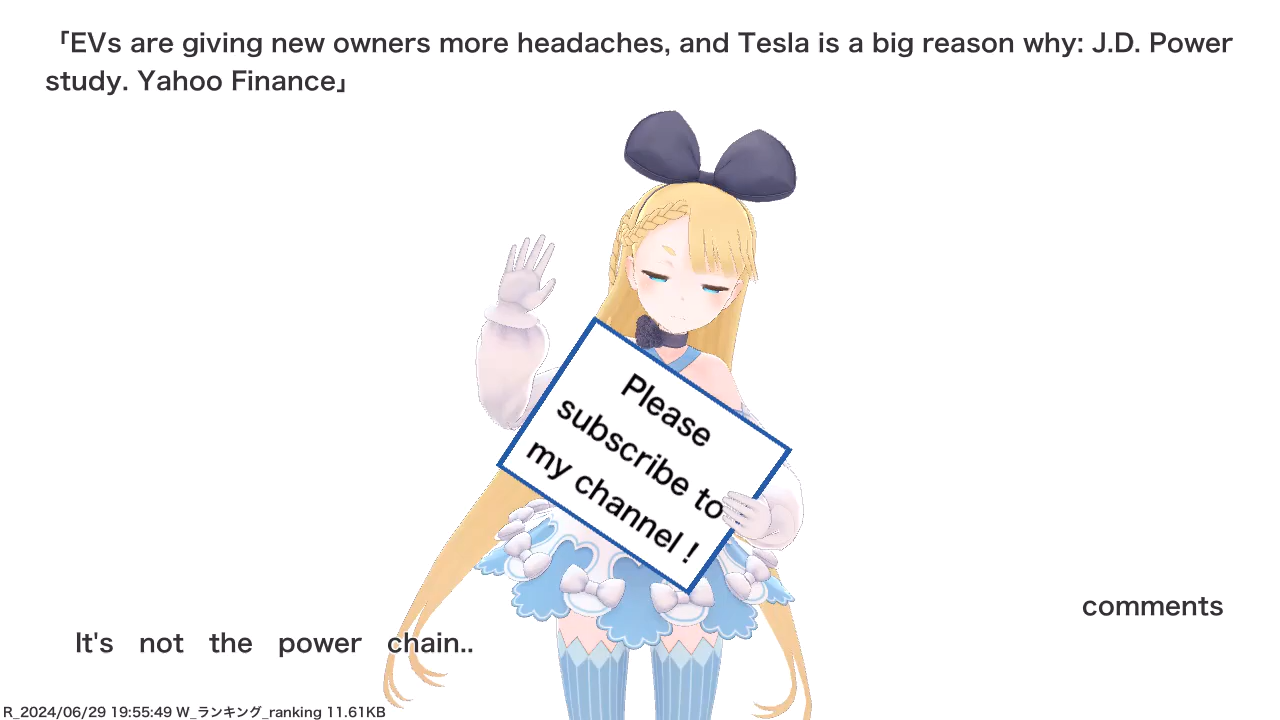 「EVs are giving new owners more headaches, and Tesla is a big reason why: J.D. Power
study. Yahoo Finance」
Please
subscribe to
my channel !
comments
It's not the power chain..
R_2024/06/29 19:55:49 W_ランキング_ranking 11.61KB